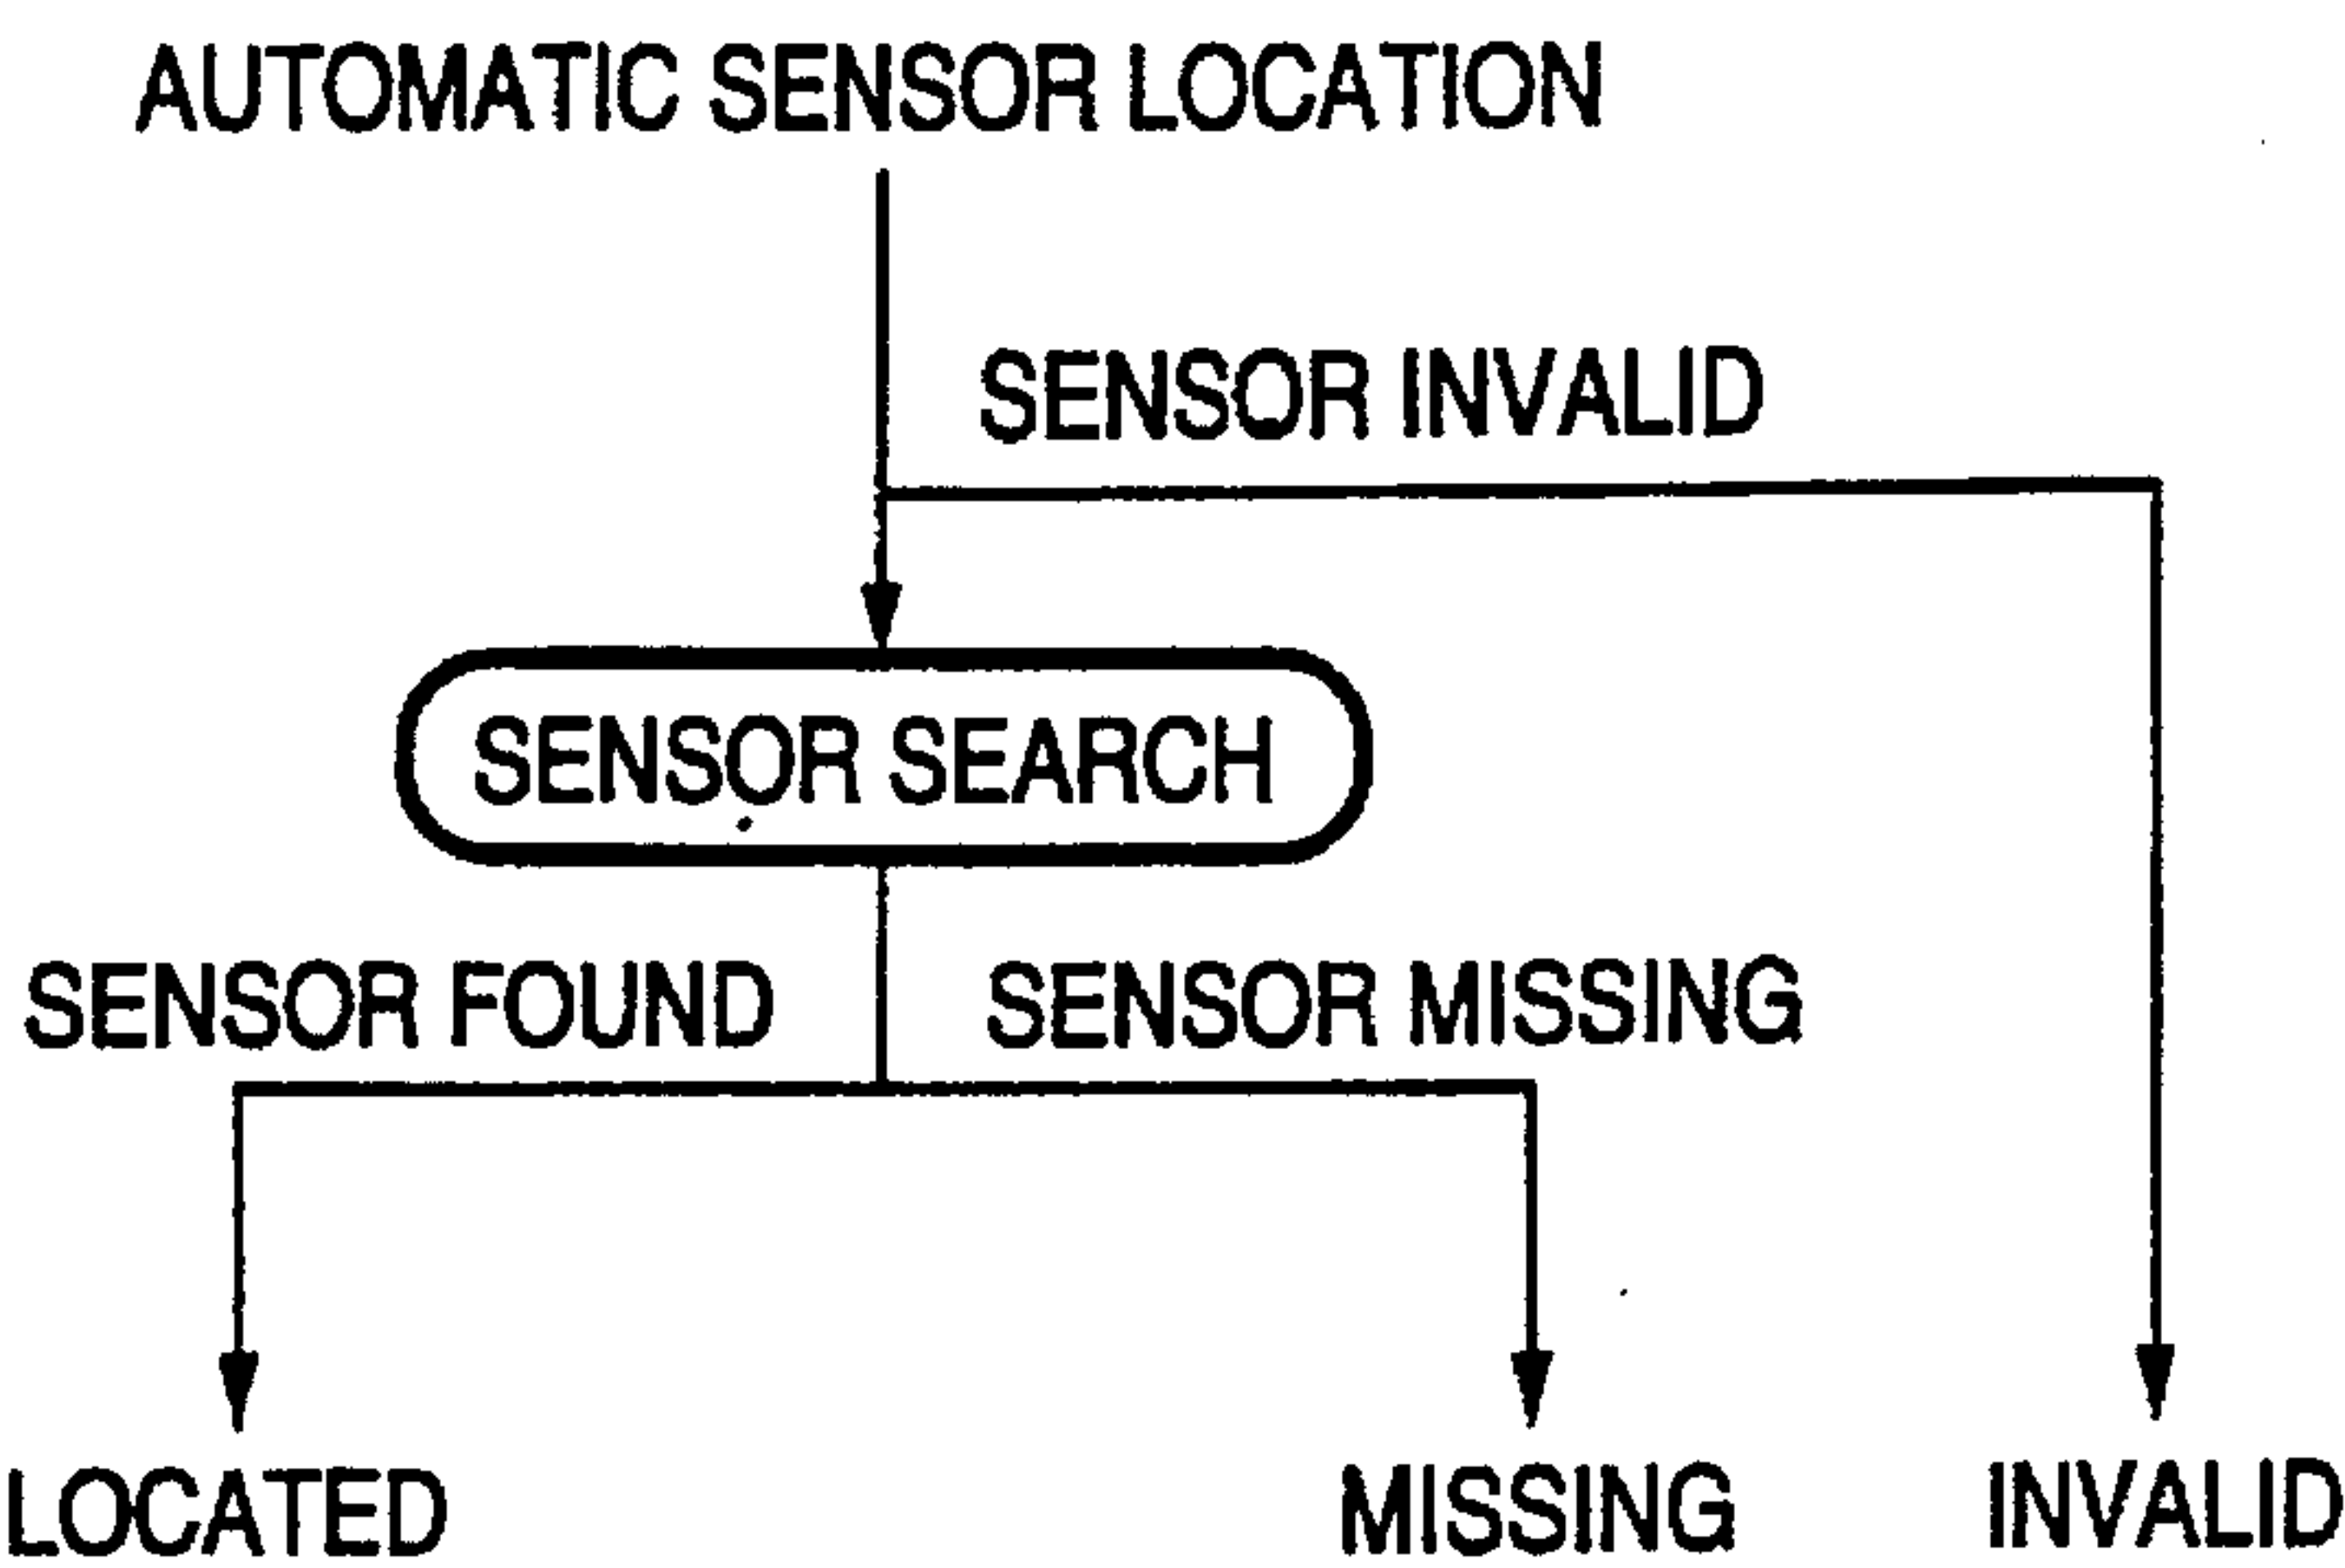 AUTOMATIC SENSOR LOCATION
SENSOR INVALID
SENSOR SEARCH
SENSOR FOUND
SENSOR MISSING
LOCATED
MISSING
INVALID